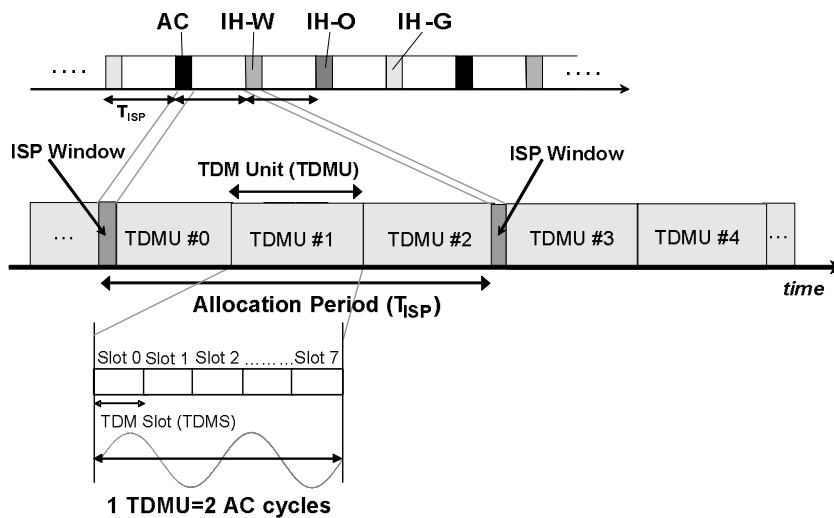 AC IH-W IH-O IH-G
.... ....
TISP
ISP Window TDM Unit (TDMU) ISP Window
... TDMU #0 TDMU #1 TDMU #2 TDMU #3 TDMU #4 ...
time
Allocation Period (TISP)
Slot 0 Slot 1 Slot 2 ......... Slot 7
TDM Slot (TDMS)
1 TDMU=2 AC cycles